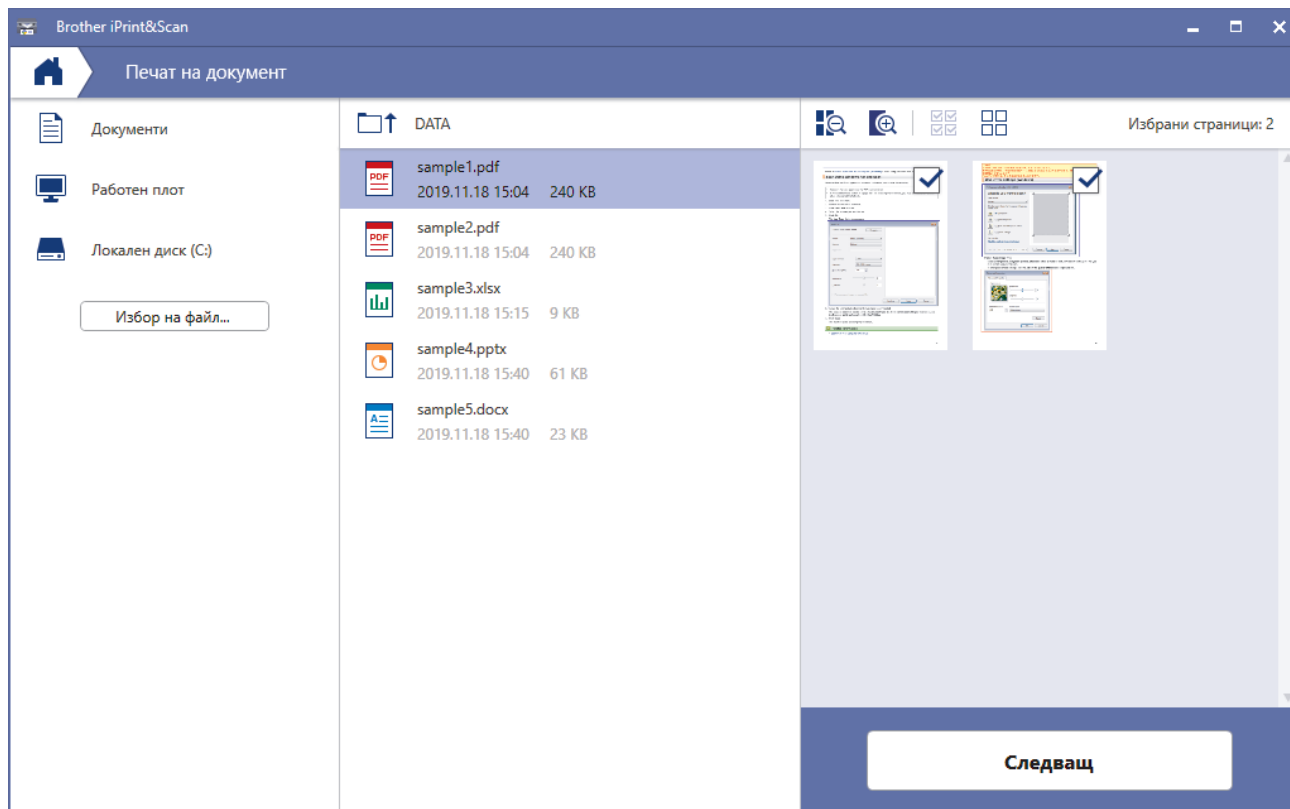 Brother iPrint&Scan
Печат на документ
Документи
Работен плот
Локален диск (C:)
Избор на файл...
DATA
PDF
sample1.pdf
2019.11.18 15:04 240 KB
PDF
sample2.pdf
2019.11.18 15:04 240 KB
sample3.xlsx
2019.11.18 15:15 9 KB
sample4.pptx
2019.11.18 15:40 61 KB
A
sample5.docx
2019.11.18 15:40 23 KB
Избрани страници: 2
Следващ